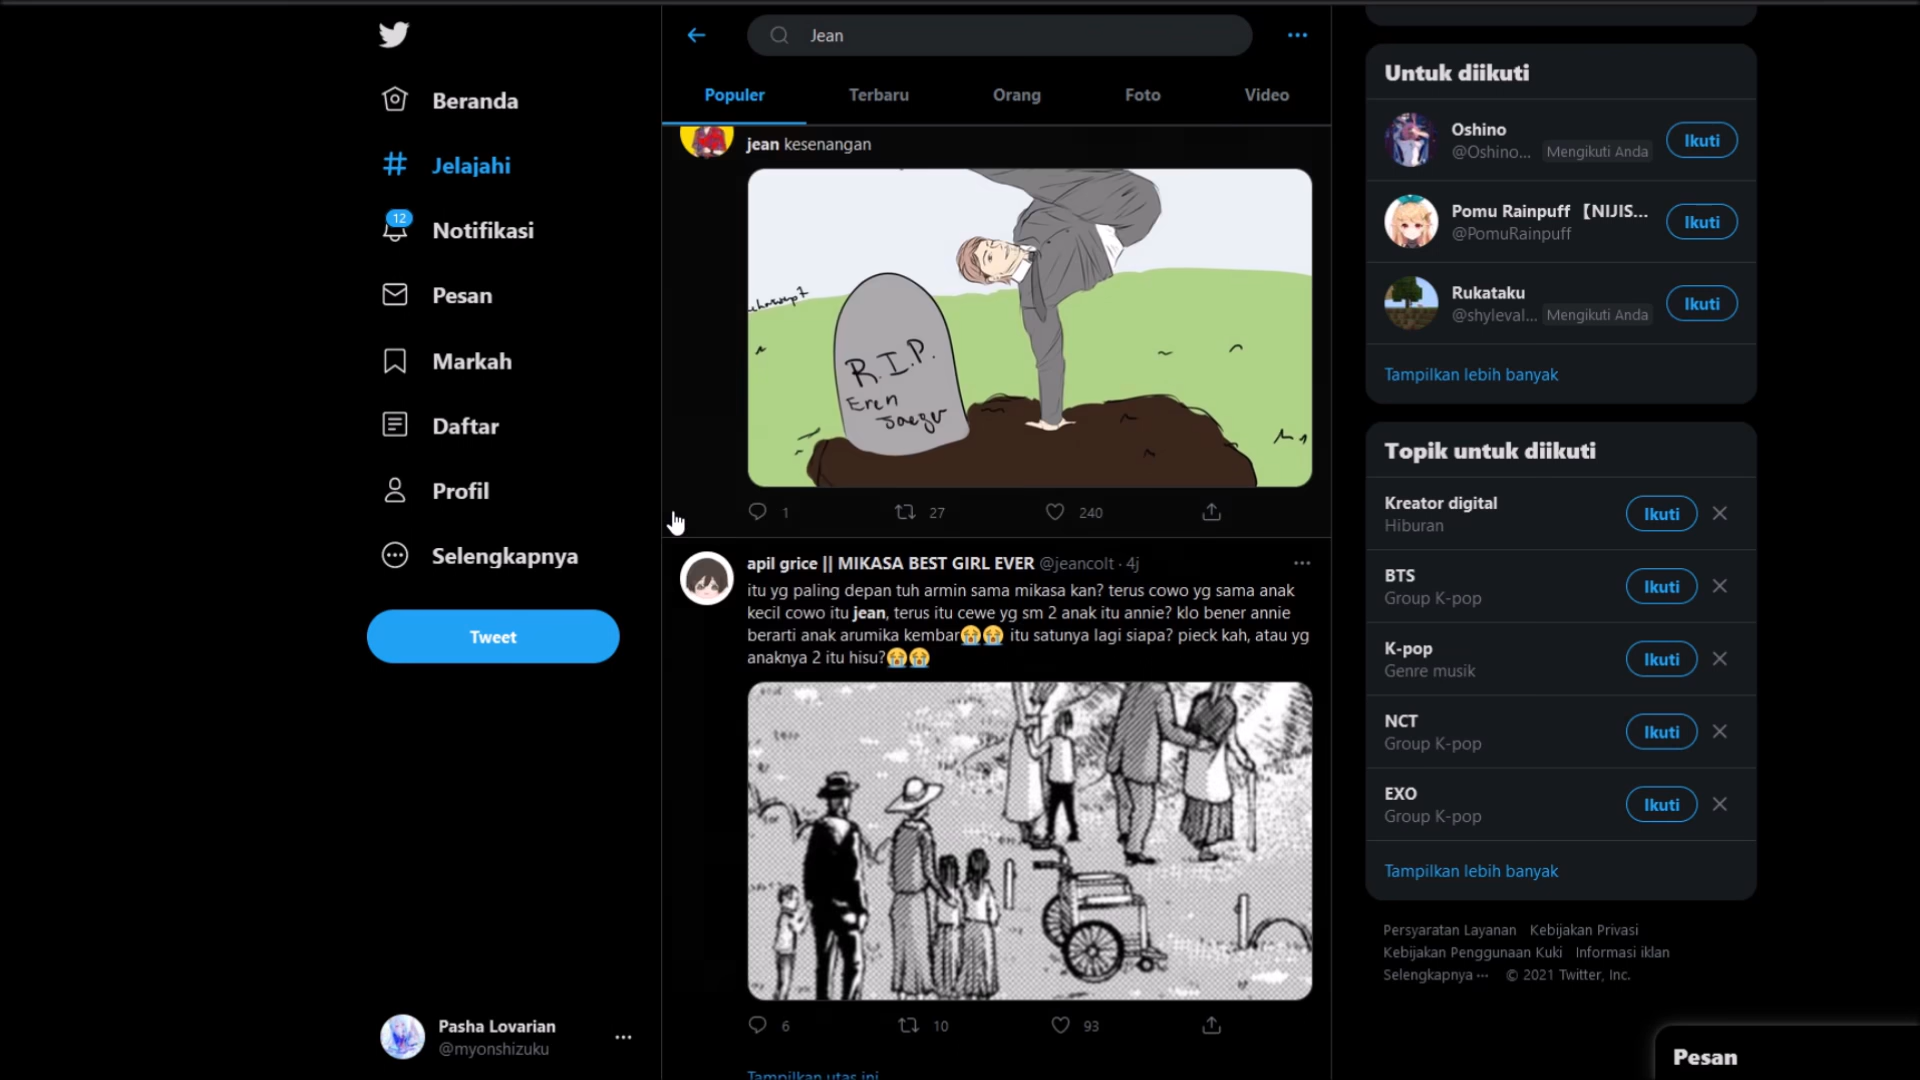 Beranda
Jelajahi
12
Notifikasi
Pesan
Markah
Daftar
Profil
Selengkapnya
Tweet
Pasha Lovarian
@myonshizuku
Jean
Populer Terbaru Orang Foto Video
jean kesenangan
R.I.P.
Eren
Jaeger
1 27 240
apil grice || MIKASA BEST GIRL EVER @jeancolt · 4j
itu yg paling depan tuh armin sama mikasa kan? terus cowo yg sama anak
kecil cowo itu jean, terus itu cewe yg sm 2 anak itu annie? klo bener annie
berarti anak arumika kembar😭😭 itu satunya lagi siapa? pieck kah, atau yg
anaknya 2 itu hisu?😭😭
6 10 93
Tampilkan utas ini
Untuk diikuti
Oshino
@Oshino... Mengikuti Anda
Ikuti
Pomu Rainpuff【NIJIS...
@PomuRainpuff
Ikuti
Rukataku
@shyleval... Mengikuti Anda
Ikuti
Tampilkan lebih banyak
Topik untuk diikuti
Kreator digital
Hiburan
Ikuti
BTS
Group K-pop
Ikuti
K-pop
Genre musik
Ikuti
NCT
Group K-pop
Ikuti
EXO
Group K-pop
Ikuti
Tampilkan lebih banyak
Persyaratan Layanan Kebijakan Privasi
Kebijakan Penggunaan Kuki Informasi iklan
Selengkapnya ··· © 2021 Twitter, Inc.
Pesan